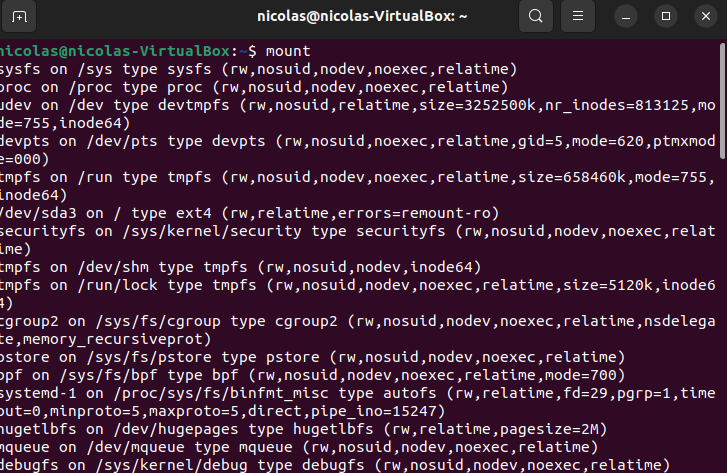 nicolas@nicolas-VirtualBox: ~
nicolas@nicolas-VirtualBox:~$ mount
sysfs on /sys type sysfs (rw,nosuid,nodev,noexec,relatime)
proc on /proc type proc (rw,nosuid,nodev,noexec,relatime)
udev on /dev type devtmpfs (rw,nosuid,relatime,size=3252500k,nr_inodes=813125,mo
de=755,inode64)
devpts on /dev/pts type devpts (rw,nosuid,noexec,relatime,gid=5,mode=620,ptmxmod
e=000)
tmpfs on /run type tmpfs (rw,nosuid,nodev,noexec,relatime,size=658460k,mode=755,
inode64)
/dev/sda3 on / type ext4 (rw,relatime,errors=remount-ro)
securityfs on /sys/kernel/security type securityfs (rw,nosuid,nodev,noexec,relat
ime)
tmpfs on /dev/shm type tmpfs (rw,nosuid,nodev,inode64)
tmpfs on /run/lock type tmpfs (rw,nosuid,nodev,noexec,relatime,size=5120k,inode6
4)
cgroup2 on /sys/fs/cgroup type cgroup2 (rw,nosuid,nodev,noexec,relatime,nsdelega
te,memory_recursiveprot)
pstore on /sys/fs/pstore type pstore (rw,nosuid,nodev,noexec,relatime)
bpf on /sys/fs/bpf type bpf (rw,nosuid,nodev,noexec,relatime,mode=700)
systemd-1 on /proc/sys/fs/binfmt_misc type autofs (rw,relatime,fd=29,pgrp=1,time
out=0,minproto=5,maxproto=5,direct,pipe_ino=15247)
hugetlbfs on /dev/hugepages type hugetlbfs (rw,relatime,pagesize=2M)
mqueue on /dev/mqueue type mqueue (rw,nosuid,nodev,noexec,relatime)
debugfs on /sys/kernel/debug type debugfs (rw,nosuid,nodev,noexec,relatime)